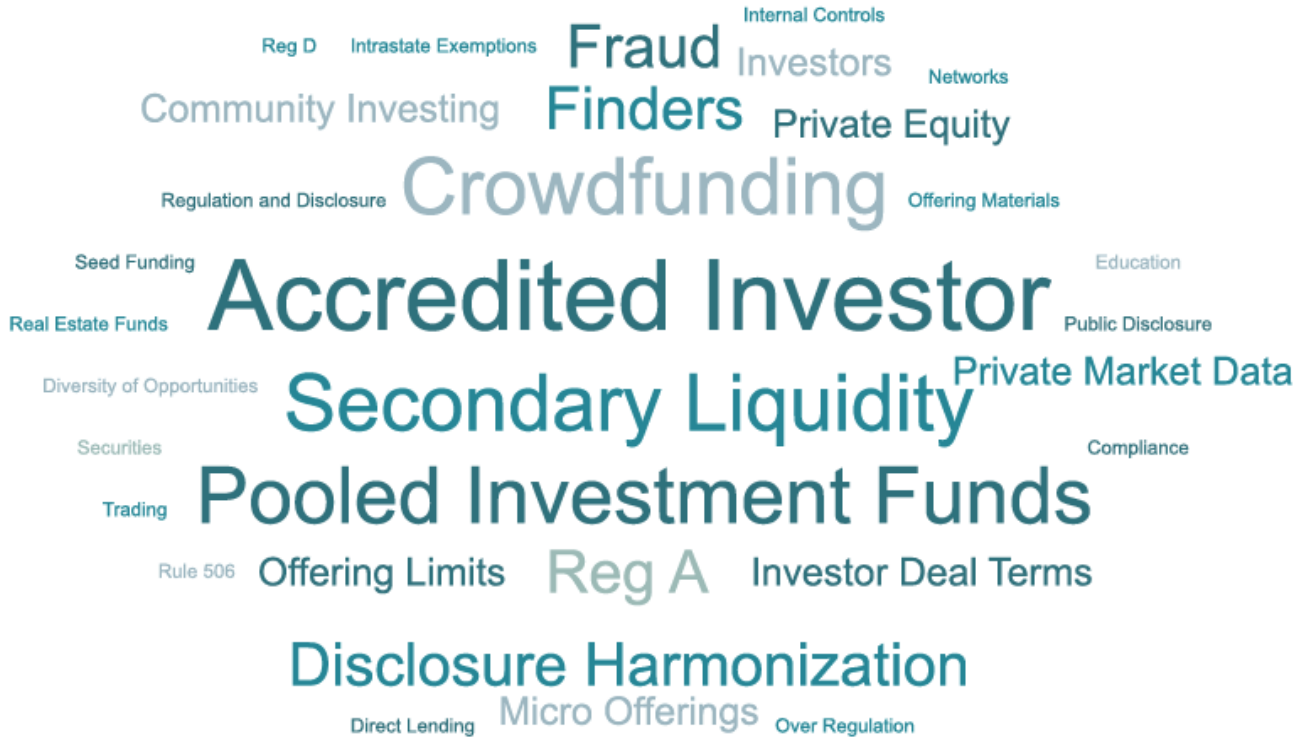 Internal Controls
Reg D Intrastate Exemptions Fraud Investors
Networks
Community Investing Finders Private Equity
Regulation and Disclosure Crowdfunding Offering Materials
Seed Funding Accredited Investor Education
Real Estate Funds Public Disclosure
Diversity of Opportunities Secondary Liquidity Private Market Data
Securities Compliance
Trading Pooled Investment Funds
Rule 506 Offering Limits Reg A Investor Deal Terms
Disclosure Harmonization
Direct Lending Micro Offerings Over Regulation